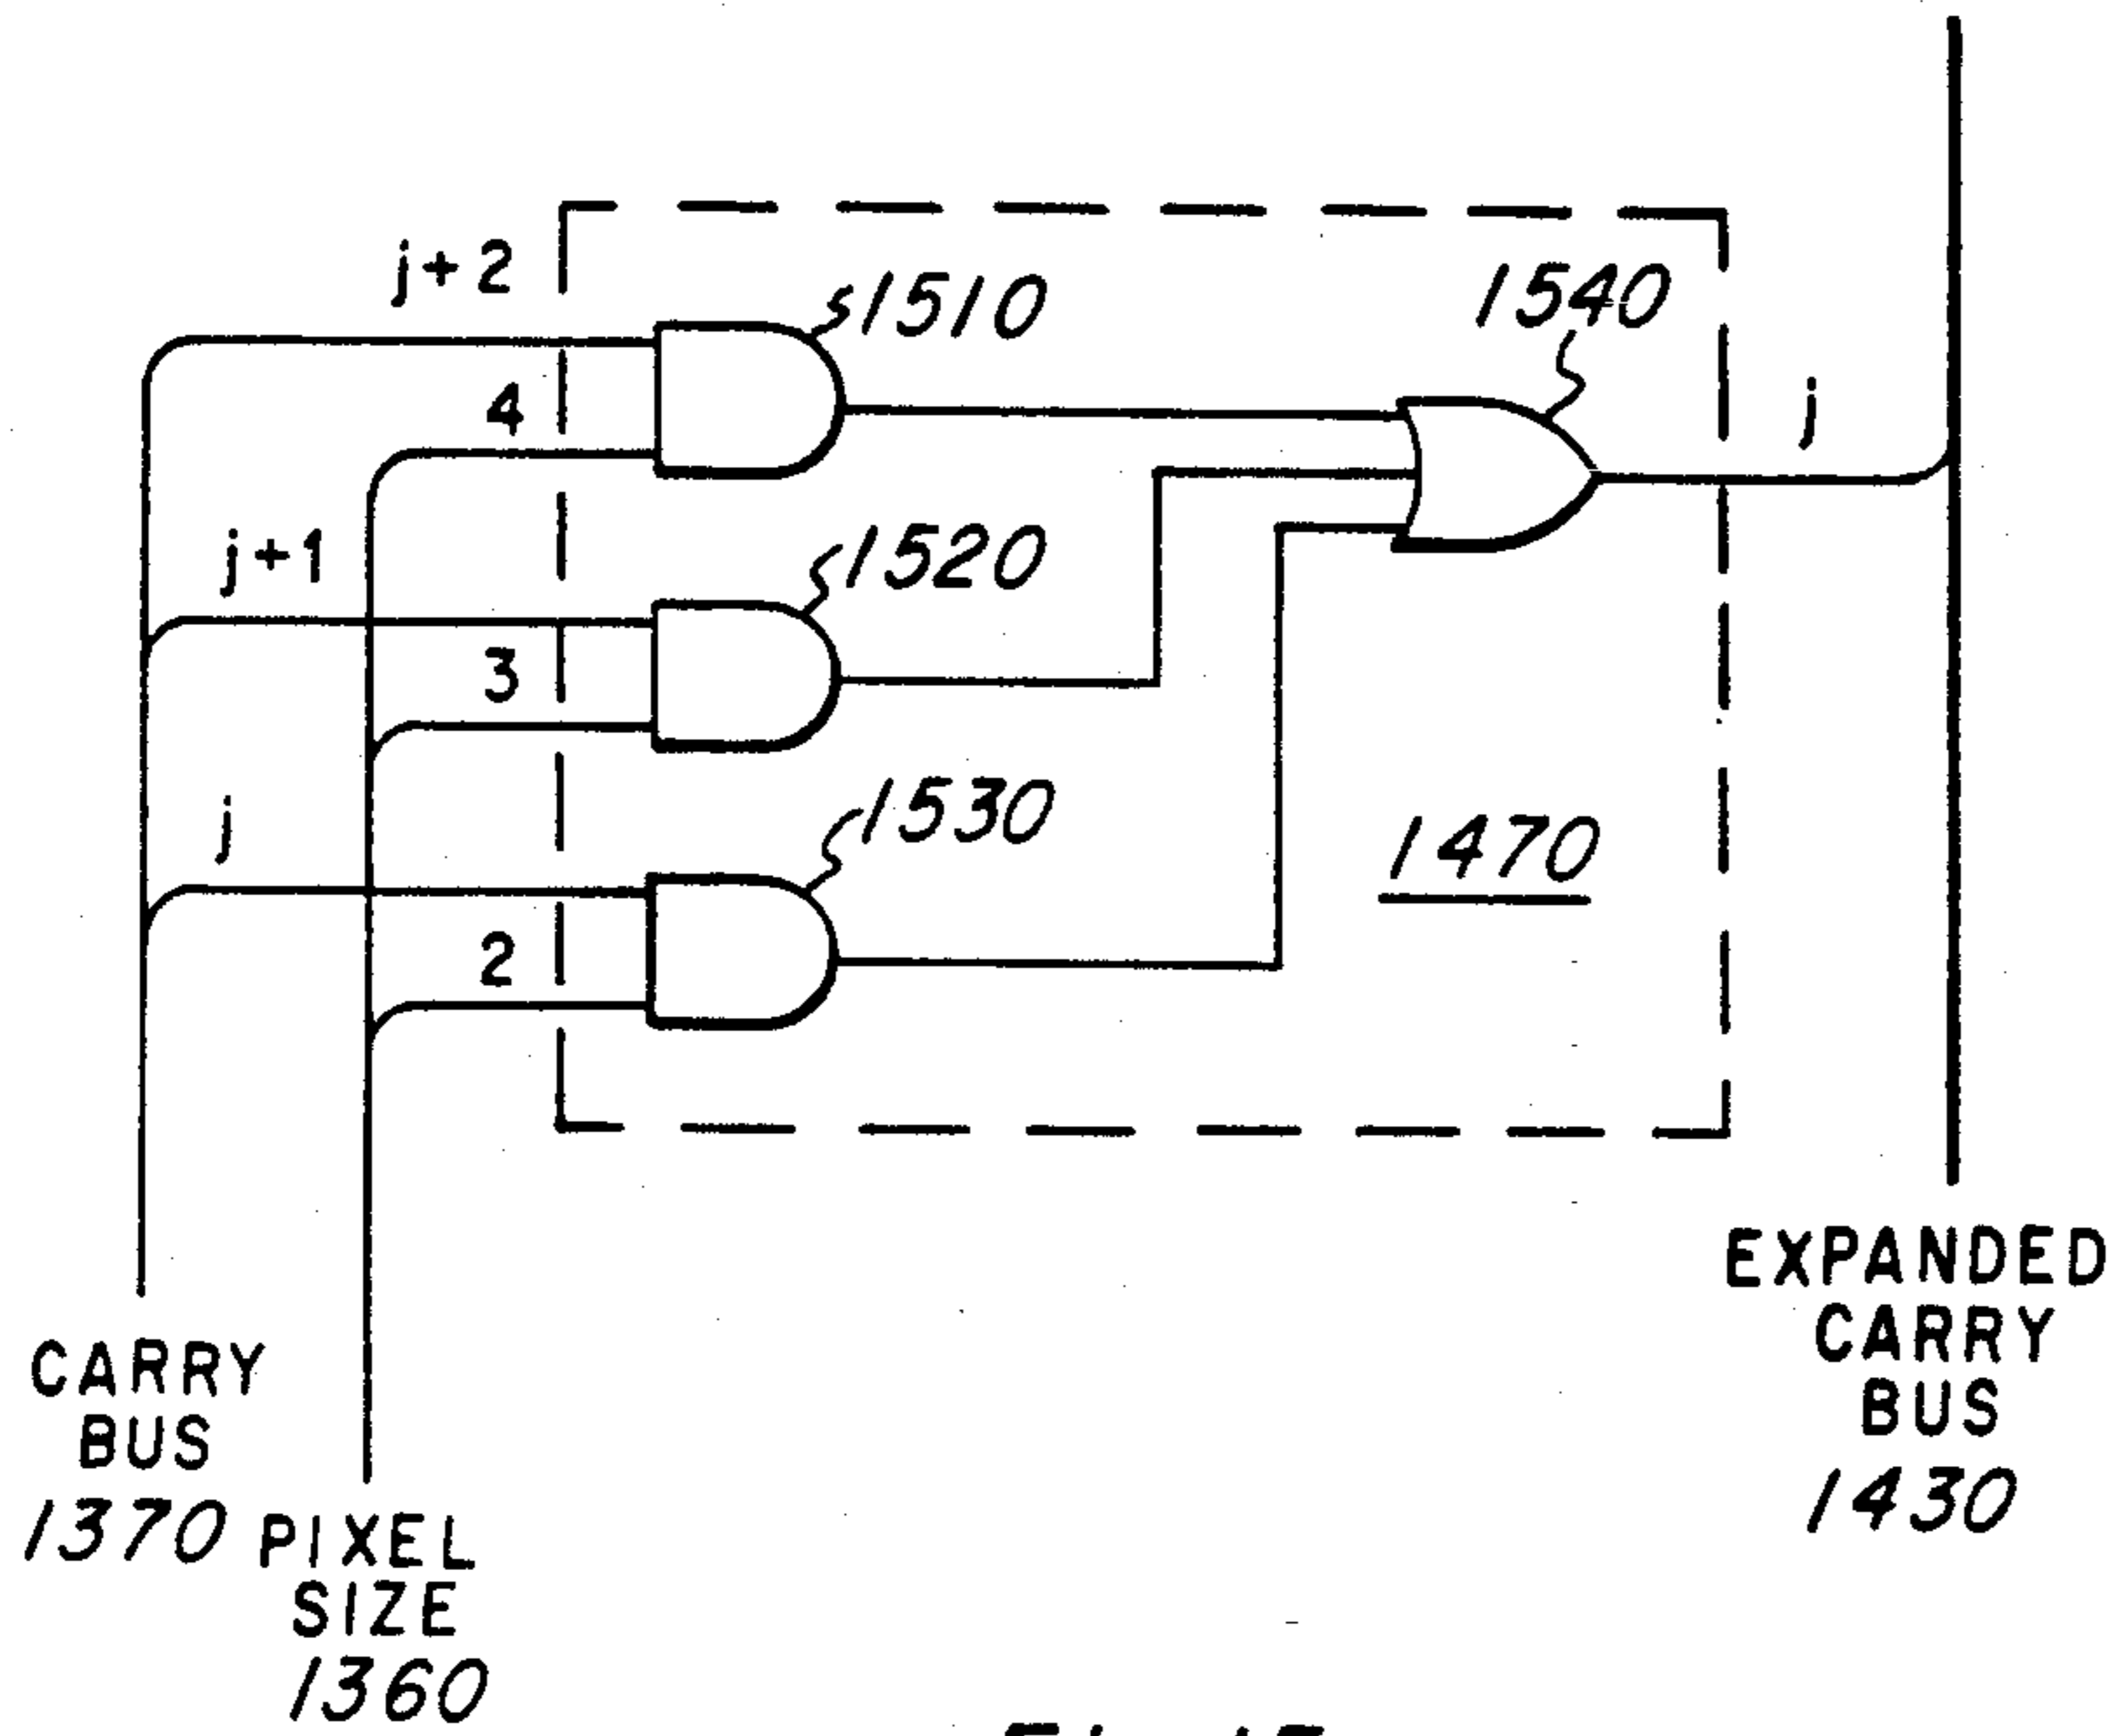 j+2
1510
1540
4
j
j+1
1520
3
j
1530
1470
2
EXPANDED
CARRY
BUS
1430
CARRY
BUS
1370
PIXEL
SIZE
1360